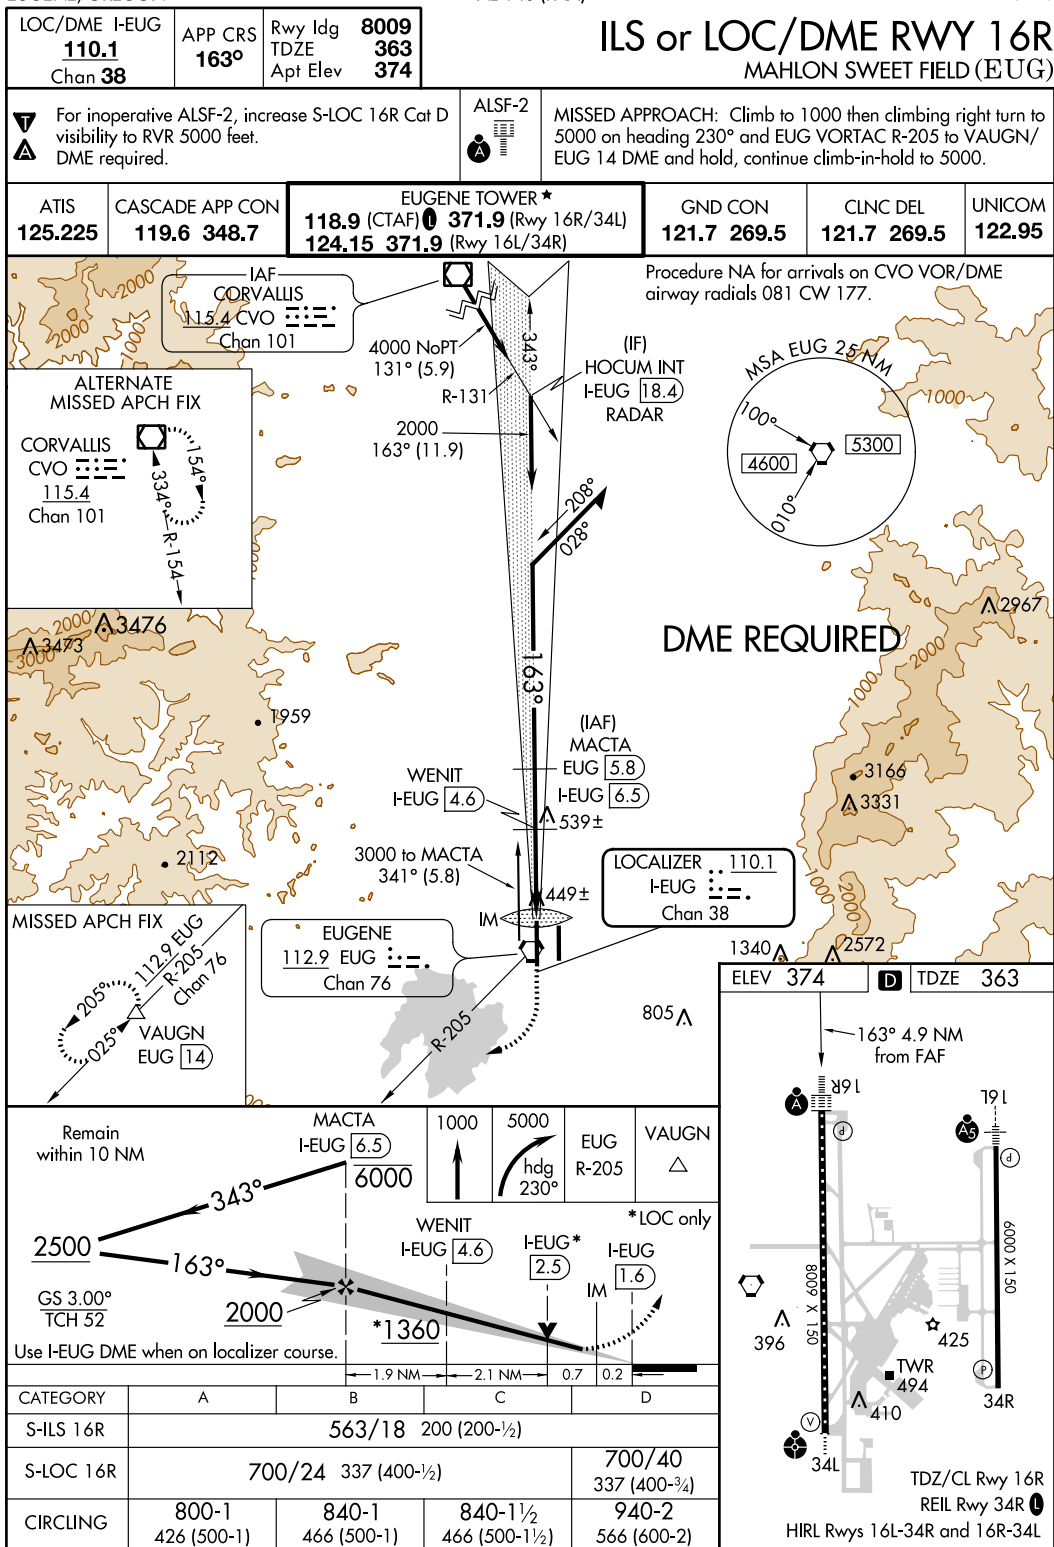 LOC/DME I-EUG
110.1
Chan 38
APP CRS
163°
Rwy ldg 8009
TDZE 363
Apt Elev 374
ILS or LOC/DME RWY 16R
MAHLON SWEET FIELD (EUG)
T
A
For inoperative ALSF-2, increase S-LOC 16R Cat D
visibility to RVR 5000 feet.
DME required.
ALSF-2
A
MISSED APPROACH: Climb to 1000 then climbing right turn to
5000 on heading 230° and EUG VORTAC R-205 to VAUGN/
EUG 14 DME and hold, continue climb-in-hold to 5000.
ATIS
125.225
CASCADE APP CON
119.6 348.7
EUGENE TOWER ★
118.9 (CTAF) L 371.9 (Rwy 16R/34L)
124.15 371.9 (Rwy 16L/34R)
GND CON
121.7 269.5
CLNC DEL
121.7 269.5
UNICOM
122.95
IAF
CORVALLIS
115.4 CVO
Chan 101
Procedure NA for arrivals on CVO VOR/DME
airway radials 081 CW 177.
2000
1000
2000
4000 NoPT
131° (5.9)
R-131
343°
(IF)
HOCUM INT
I-EUG 18.4
RADAR
2000
163° (11.9)
MSA EUG 25 NM
100°
4600
5300
010°
1000
ALTERNATE
MISSED APCH FIX
CORVALLIS
CVO
115.4
Chan 101
154°
334°
R-154
208°
028°
163°
DME REQUIRED
2967
2000
1000
2000
3476
3473
3000
1959
2112
(IAF)
MACTA
EUG 5.8
I-EUG 6.5
WENIT
I-EUG 4.6
539±
3166
3331
3000 to MACTA
341° (5.8)
LOCALIZER 110.1
I-EUG
Chan 38
449±
IM
1000
2000
1340
2572
MISSED APCH FIX
112.9 EUG
R-205
Chan 76
205°
025°
VAUGN
EUG 14
EUGENE
112.9 EUG
Chan 76
R-205
805
ELEV 374
D
TDZE 363
163° 4.9 NM
from FAF
16R
A
P
16L
A5
P
8009 X 150
6000 X 150
396
425
TWR
494
410
P
34R
V
34L
TDZ/CL Rwy 16R
REIL Rwy 34R L
HIRL Rwys 16L-34R and 16R-34L
Remain
within 10 NM
MACTA
I-EUG 6.5
6000
1000
5000
hdg
230°
EUG
R-205
VAUGN
343°
2500
163°
GS 3.00°
TCH 52
2000
WENIT
I-EUG 4.6
*LOC only
I-EUG*
2.5
I-EUG
1.6
IM
*1360
Use I-EUG DME when on localizer course.
1.9 NM
2.1 NM
0.7
0.2
CATEGORY A B C D
S-ILS 16R 563/18 200 (200-½)
S-LOC 16R 700/24 337 (400-½) 700/40
337 (400-¾)
CIRCLING 800-1 840-1 840-1½ 940-2
426 (500-1) 466 (500-1) 466 (500-1½) 566 (600-2)